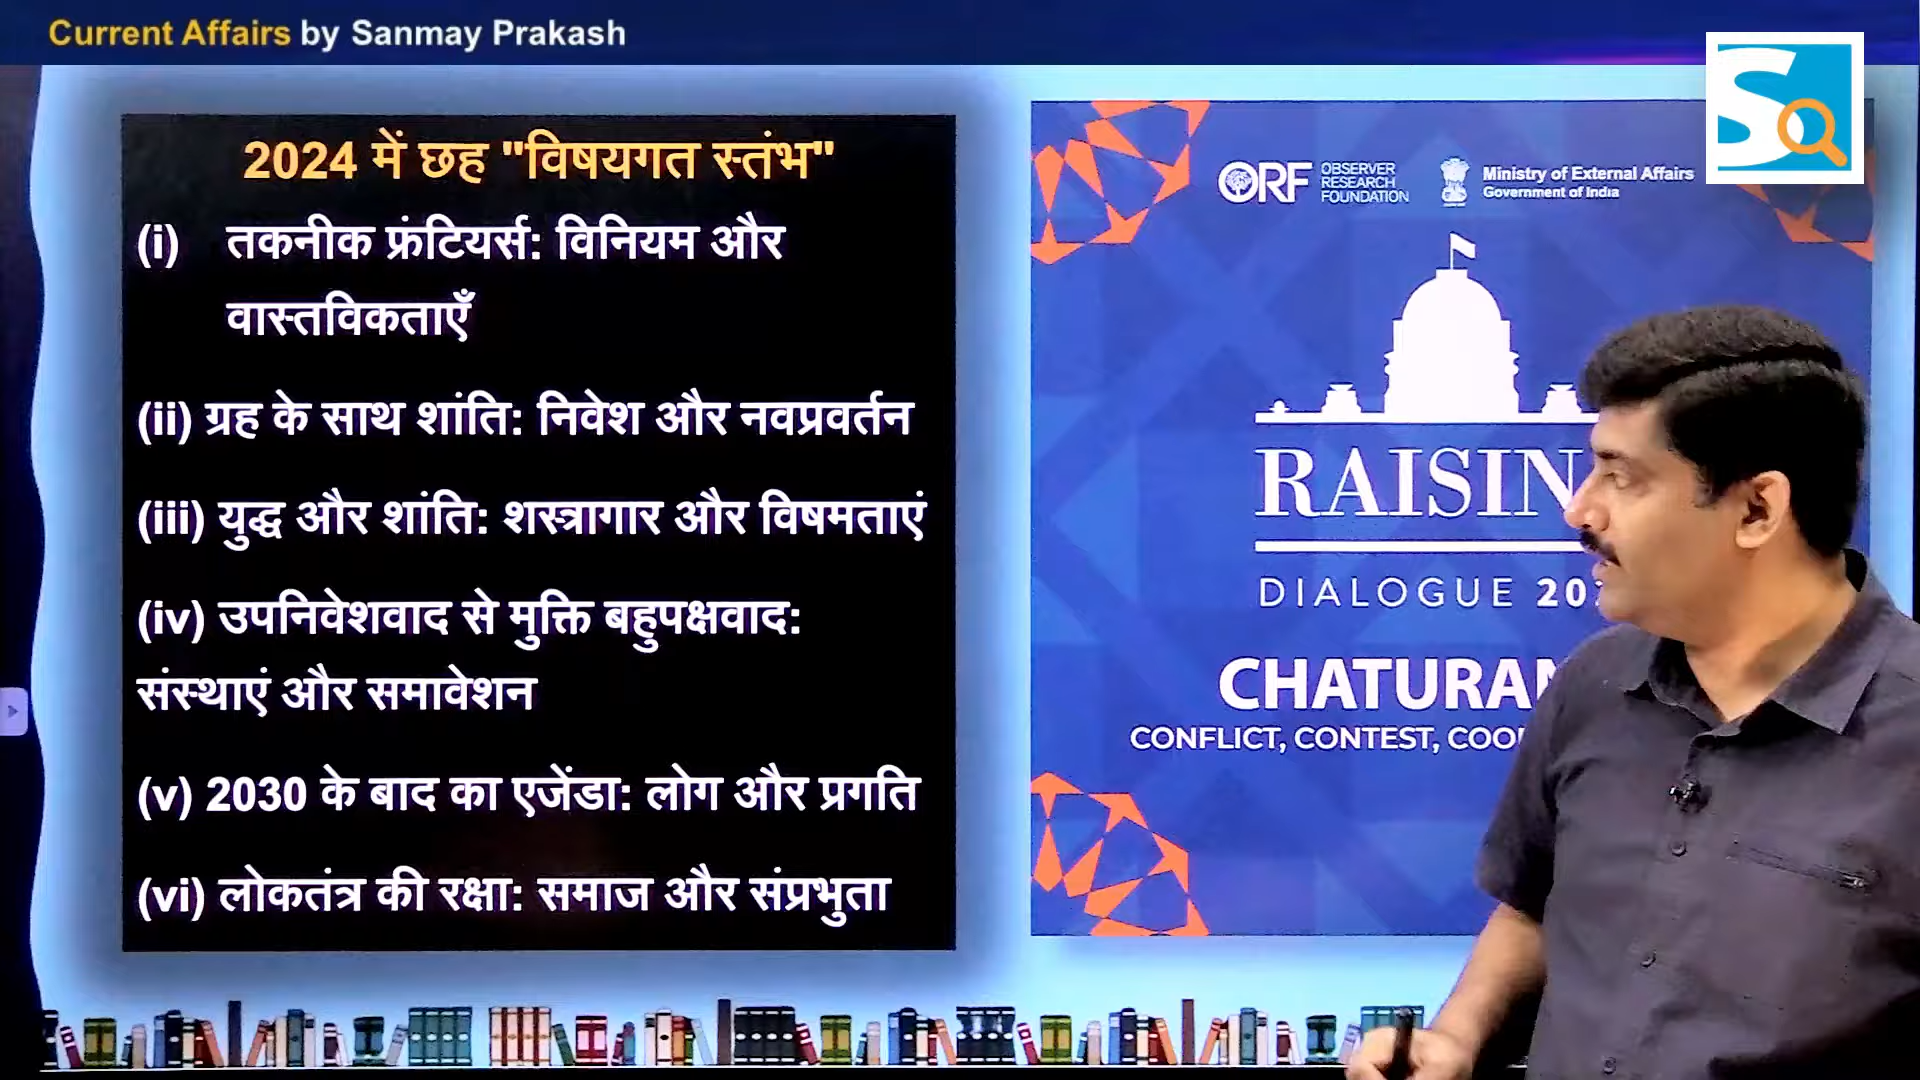 Current Affairs by Sanmay Prakash
2024 में छह "विषयगत स्तंभ"
(i) तकनीक फ्रंटियर्स: विनियम और
वास्तविकताएँ
(ii) ग्रह के साथ शांति: निवेश और नवप्रवर्तन
(iii) युद्ध और शांति: शस्त्रागार और विषमताएं
(iv) उपनिवेशवाद से मुक्ति बहुपक्षवाद:
संस्थाएं और समावेशन
(v) 2030 के बाद का एजेंडा: लोग और प्रगति
(vi) लोकतंत्र की रक्षा: समाज और संप्रभुता
ORF OBSERVER
RESEARCH
FOUNDATION
Ministry of External Affairs
Government of India
RAISIN
DIALOGUE 20
CHATURAN
CONFLICT, CONTEST, COO